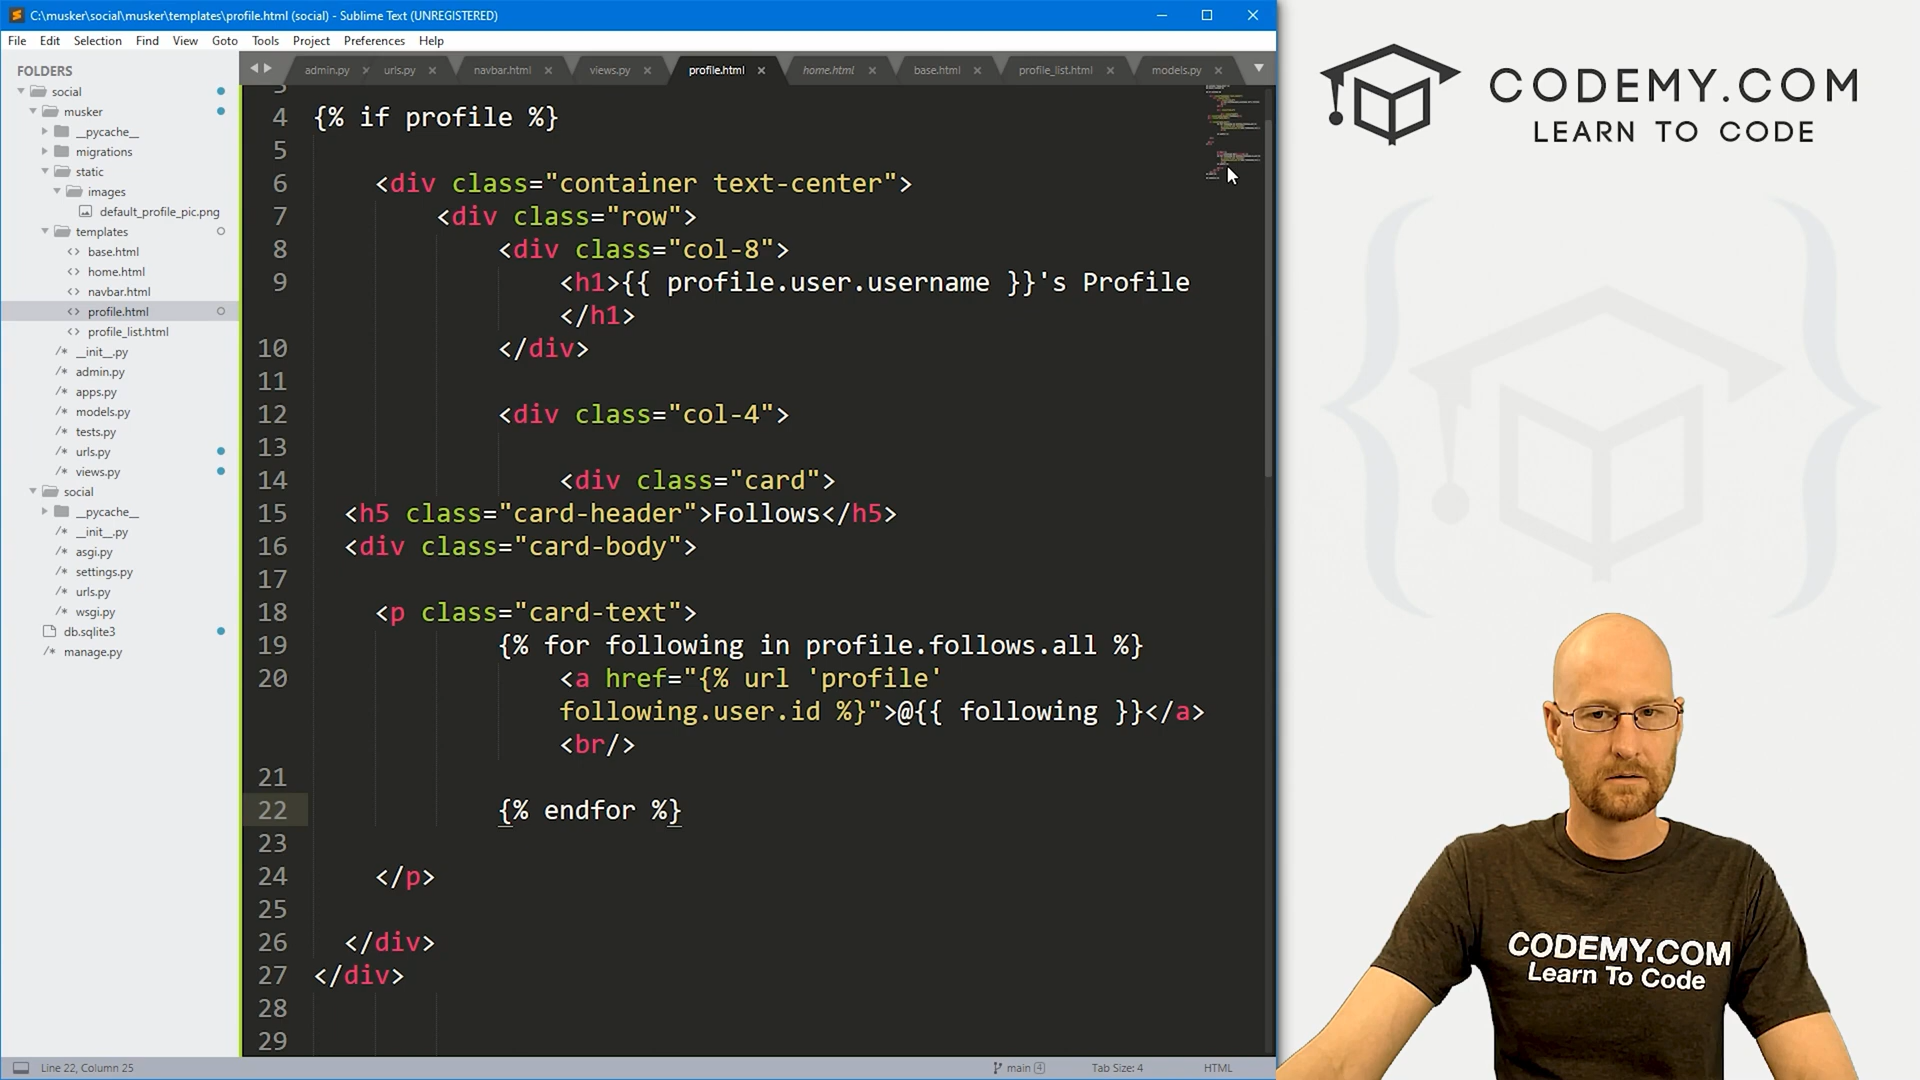 C:\musker\social\musker\templates\profile.html (social) - Sublime Text (UNREGISTERED)
File Edit Selection Find View Goto Tools Project Preferences Help
FOLDERS
social
musker
__pycache__
migrations
static
images
default_profile_pic.png
templates
base.html
home.html
navbar.html
profile.html
profile_list.html
__init__.py
admin.py
apps.py
models.py
tests.py
urls.py
views.py
social
__pycache__
__init__.py
asgi.py
settings.py
urls.py
wsgi.py
db.sqlite3
manage.py
admin.py urls.py navbar.html views.py profile.html home.html base.html profile_list.html models.py
4 {% if profile %}
5
6 <div class="container text-center">
7 <div class="row">
8 <div class="col-8">
9 <h1>{{ profile.user.username }}'s Profile
</h1>
10 </div>
11
12 <div class="col-4">
13
14 <div class="card">
15 <h5 class="card-header">Follows</h5>
16 <div class="card-body">
17
18 <p class="card-text">
19 {% for following in profile.follows.all %}
20 <a href="{% url 'profile'
following.user.id %}">@{{ following }}</a>
<br/>
21
22 {% endfor %}
23
24 </p>
25
26 </div>
27 </div>
28
29
Line 22, Column 25
main 4
Tab Size: 4
HTML
CODEMY.COM
LEARN TO CODE
CODEMY.COM
Learn To Code